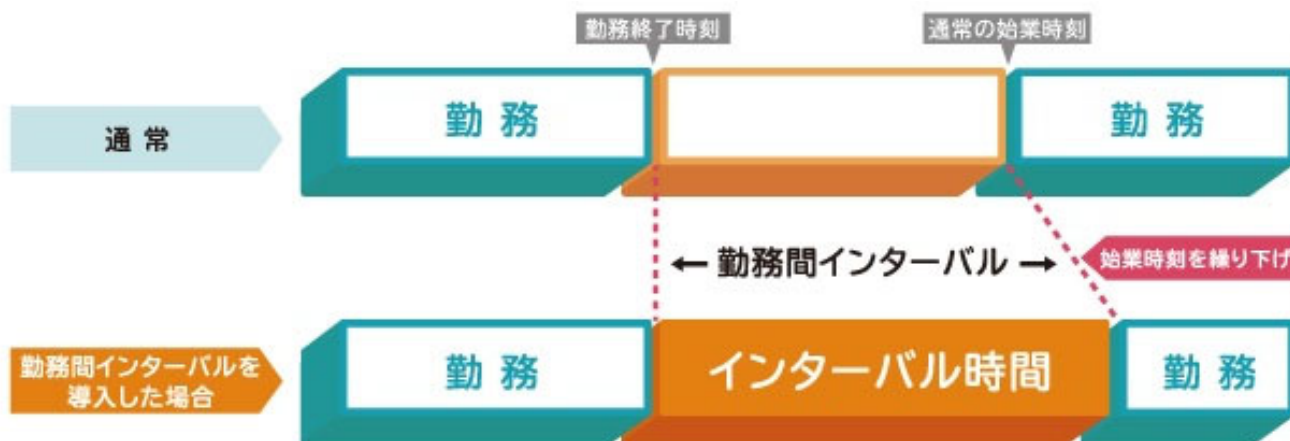 勤務終了時刻
通常の始業時刻
通常
勤務
勤務
← 勤務間インターバル →
始業時刻を繰り下げ
勤務間インターバルを
導入した場合
勤務
インターバル時間
勤務